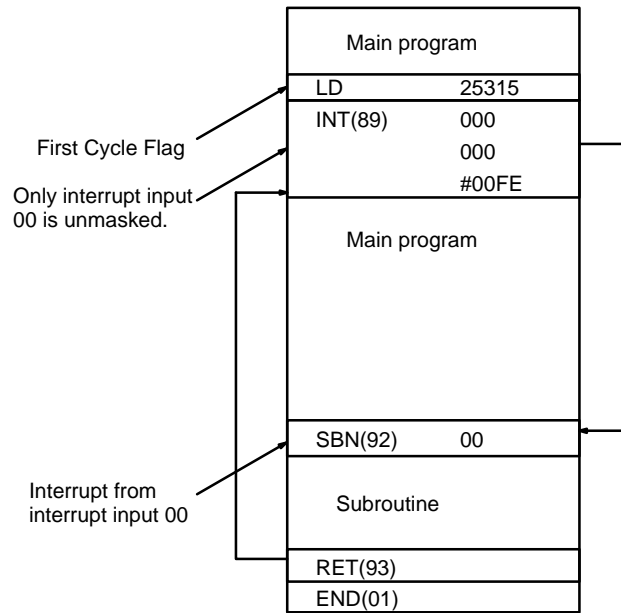 Main program
LD 25315
INT(89) 000
000
#00FE
First Cycle Flag
Only interrupt input
00 is unmasked.
Main program
SBN(92) 00
Interrupt from
interrupt input 00
Subroutine
RET(93)
END(01)